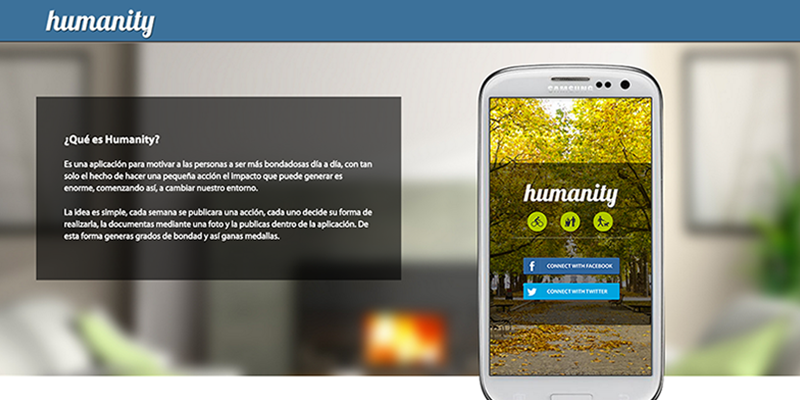 humanity
¿Qué es Humanity?
Es una aplicación para motivar a las personas a ser más bondadosas día a día, con tan
solo el hecho de hacer una pequeña acción el impacto que puede generar es
enorme, comenzando así, a cambiar nuestro entorno.
La idea es simple, cada semana se publicara una acción, cada uno decide su forma de
realizarla, la documentas mediante una foto y la publicas dentro de la aplicación. De
esta forma generas grados de bondad y así ganas medallas.
SAMSUNG
humanity
f CONNECT WITH FACEBOOK
CONNECT WITH TWITTER